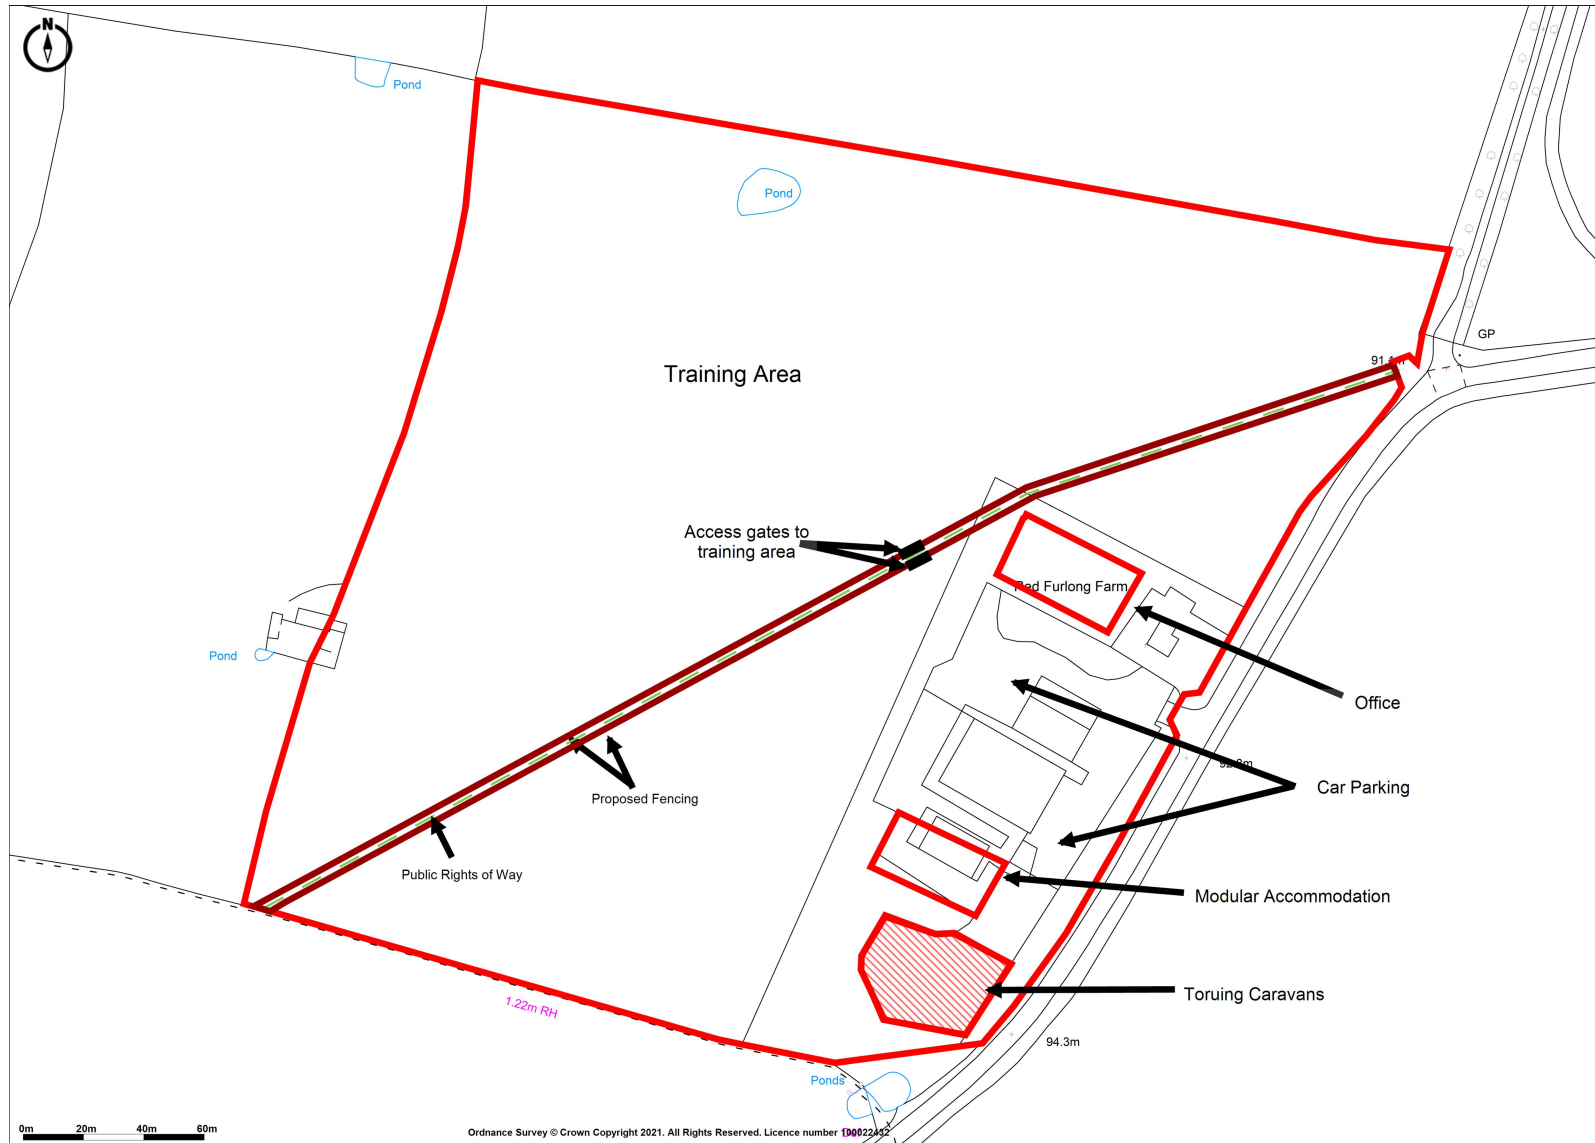 N
Pond
Pond
GP
Training Area
Access gates to
training area
Red Furlong Farm
Pond
Office
Car Parking
Proposed Fencing
Public Rights of Way
Modular Accommodation
Toruing Caravans
1.22m RH
94.3m
Ponds
0m 20m 40m 60m
Ordnance Survey © Crown Copyright 2021. All Rights Reserved. Licence number 100022432